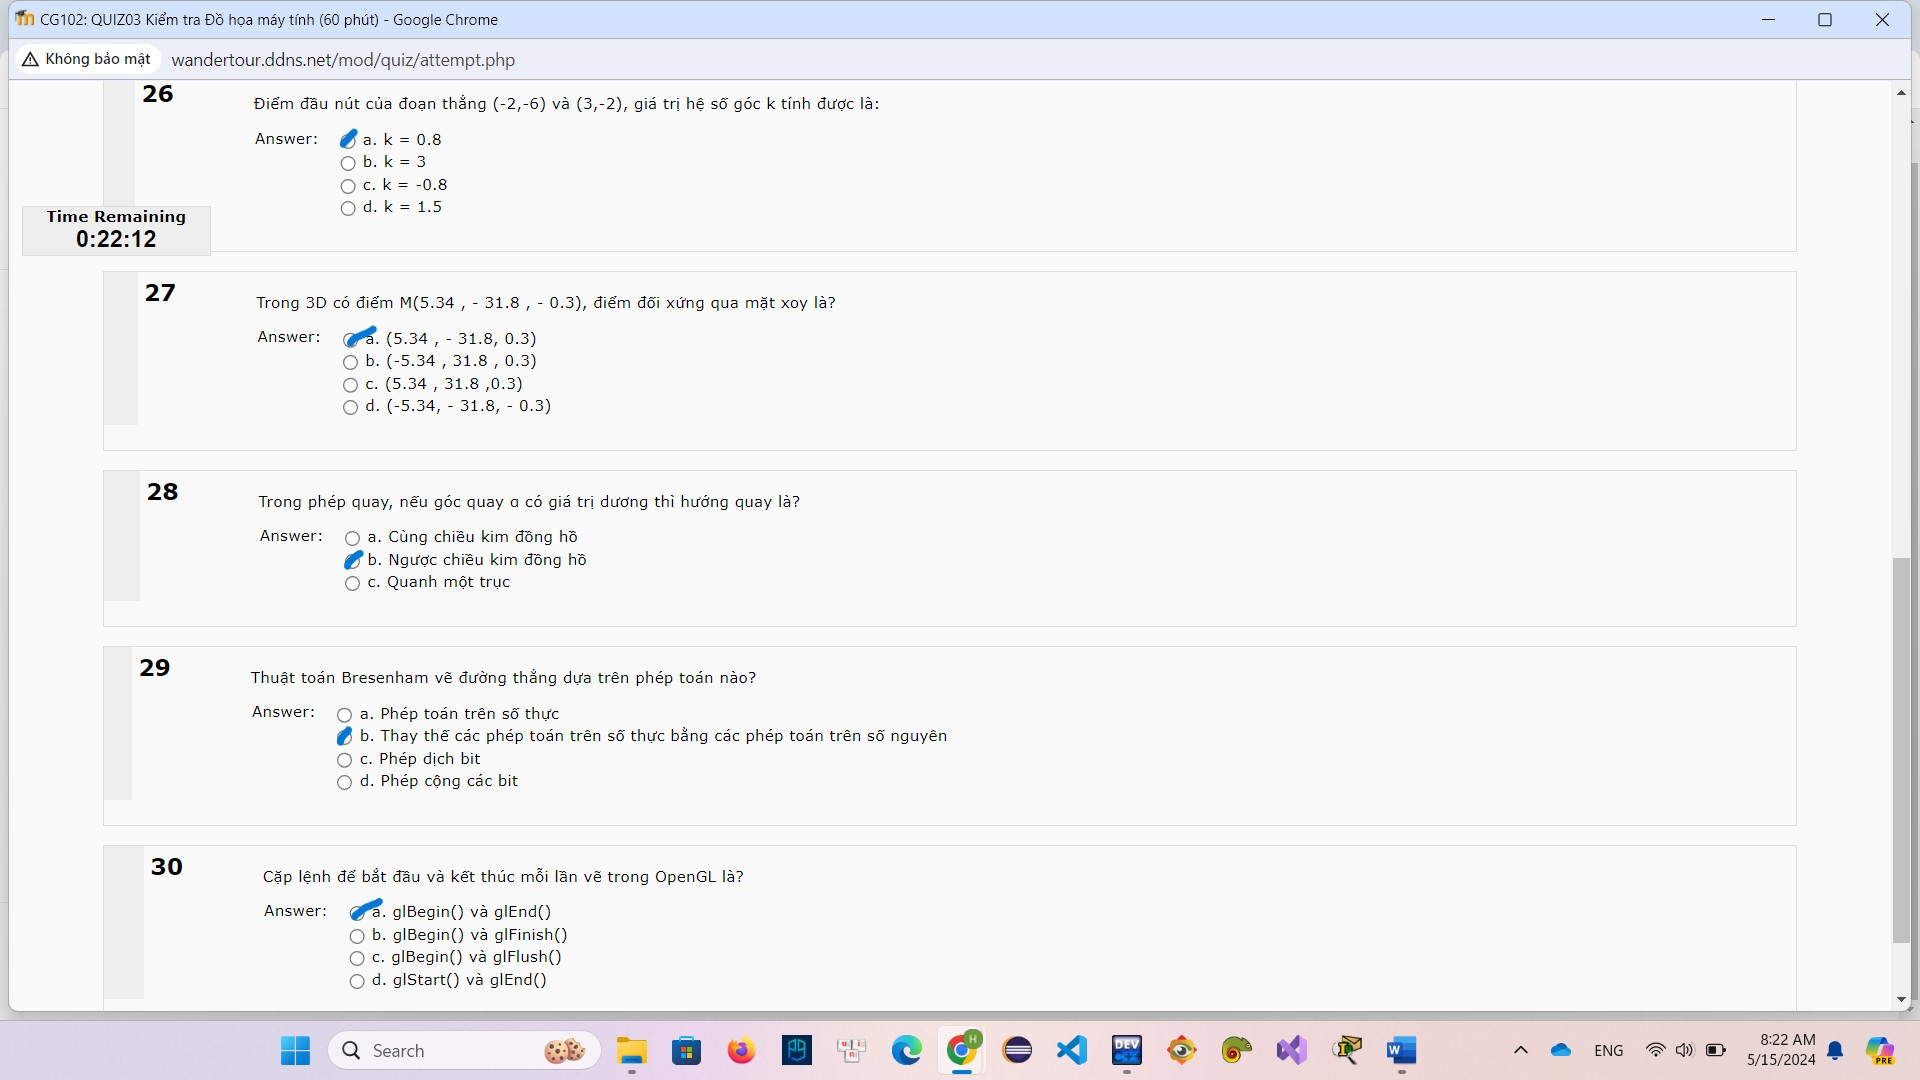 CG102: QUIZ03 Kiểm tra Đồ họa máy tính (60 phút) - Google Chrome
Không bảo mật wandertour.ddns.net/mod/quiz/attempt.php
26
Điểm đầu nút của đoạn thẳng (-2,-6) và (3,-2), giá trị hệ số góc k tính được là:
Answer:
a. k = 0.8
b. k = 3
c. k = -0.8
d. k = 1.5
Time Remaining
0:22:12
27
Trong 3D có điểm M(5.34 , - 31.8 , - 0.3), điểm đối xứng qua mặt xoy là?
Answer:
a. (5.34 , - 31.8, 0.3)
b. (-5.34 , 31.8 , 0.3)
c. (5.34 , 31.8 ,0.3)
d. (-5.34, - 31.8, - 0.3)
28
Trong phép quay, nếu góc quay α có giá trị dương thì hướng quay là?
Answer:
a. Cùng chiều kim đồng hồ
b. Ngược chiều kim đồng hồ
c. Quanh một trục
29
Thuật toán Bresenham vẽ đường thẳng dựa trên phép toán nào?
Answer:
a. Phép toán trên số thực
b. Thay thế các phép toán trên số thực bằng các phép toán trên số nguyên
c. Phép dịch bit
d. Phép cộng các bit
30
Cặp lệnh để bắt đầu và kết thúc mỗi lần vẽ trong OpenGL là?
Answer:
a. glBegin() và glEnd()
b. glBegin() và glFinish()
c. glBegin() và glFlush()
d. glStart() và glEnd()
Search
H
DEV
W
ENG
8:22 AM
5/15/2024
PRE